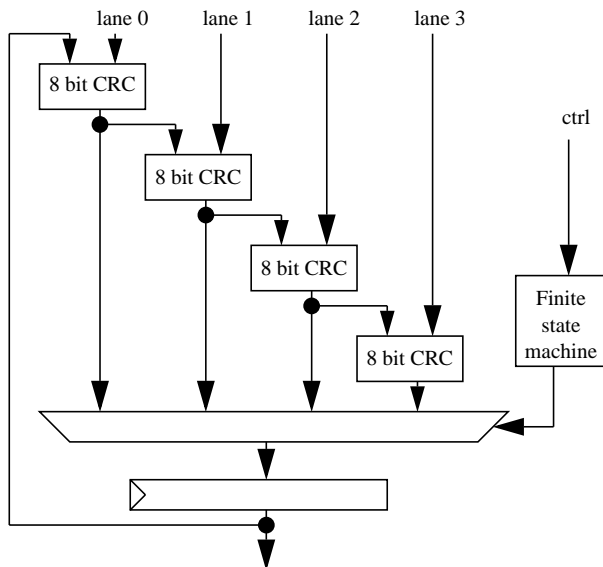 lane 0
lane 1
lane 2
lane 3
8 bit CRC
ctrl
8 bit CRC
8 bit CRC
Finite
state
machine
8 bit CRC